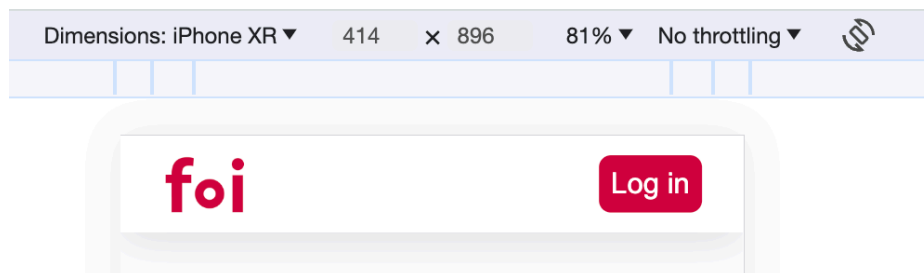 Dimensions: iPhone XR ▼ 414 × 896 81% ▼ No throttling ▼
foi Log in